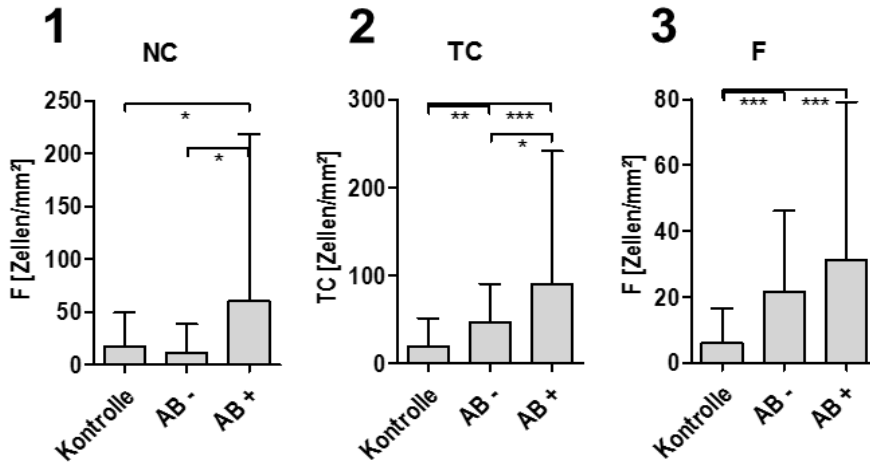 1
NC
F [Zellen/mm²]
250
200
150
100
50
0
*
*
Kontrolle
AB -
AB +
2
TC
TC [Zellen/mm²]
300
200
100
0
**
***
*
Kontrolle
AB -
AB +
3
F
F [Zellen/mm²]
80
60
40
20
0
***
***
Kontrolle
AB -
AB +